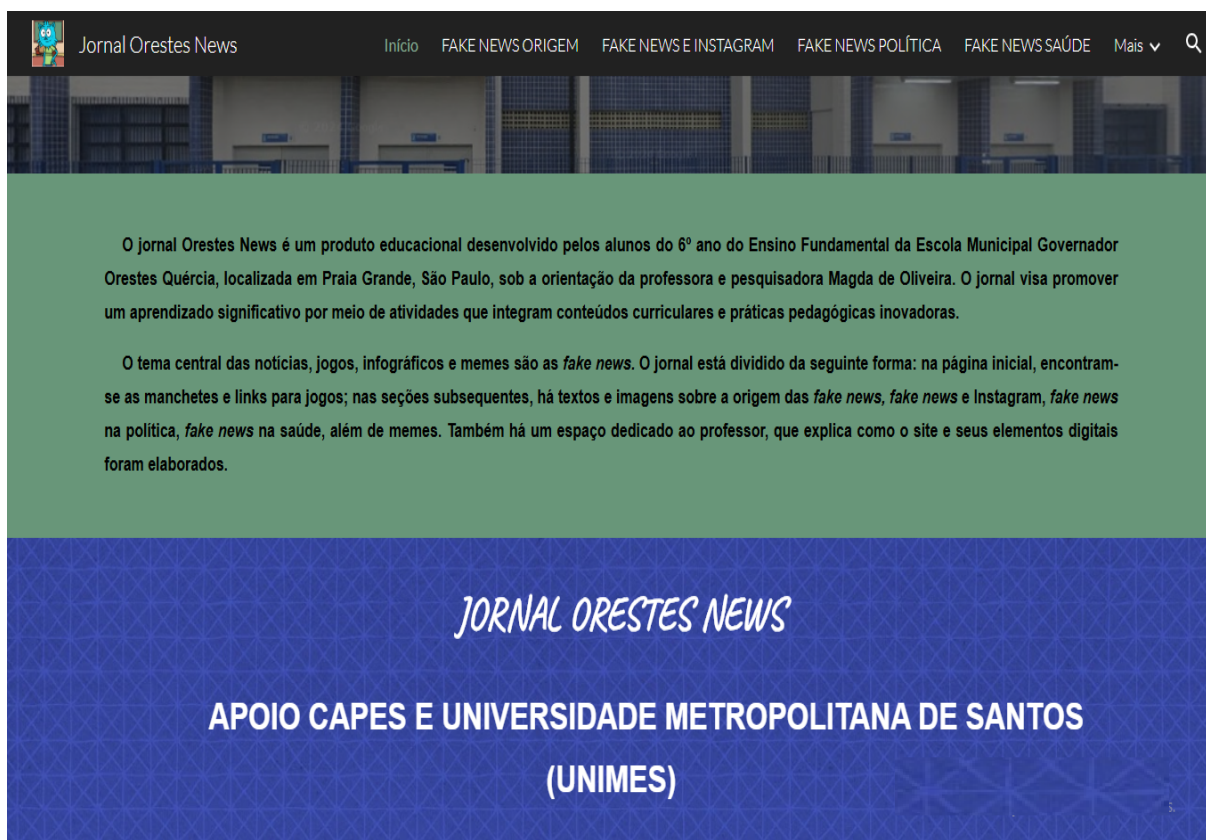 Jornal Orestes News
Início FAKE NEWS ORIGEM FAKE NEWS E INSTAGRAM FAKE NEWS POLÍTICA FAKE NEWS SAÚDE Mais
O jornal Orestes News é um produto educacional desenvolvido pelos alunos do 6º ano do Ensino Fundamental da Escola Municipal Governador
Orestes Quércia, localizada em Praia Grande, São Paulo, sob a orientação da professora e pesquisadora Magda de Oliveira. O jornal visa promover
um aprendizado significativo por meio de atividades que integram conteúdos curriculares e práticas pedagógicas inovadoras.
O tema central das notícias, jogos, infográficos e memes são as fake news. O jornal está dividido da seguinte forma: na página inicial, encontram-
se as manchetes e links para jogos; nas seções subsequentes, há textos e imagens sobre a origem das fake news, fake news e Instagram, fake news
na política, fake news na saúde, além de memes. Também há um espaço dedicado ao professor, que explica como o site e seus elementos digitais
foram elaborados.
JORNAL ORESTES NEWS
APOIO CAPES E UNIVERSIDADE METROPOLITANA DE SANTOS
(UNIMES)